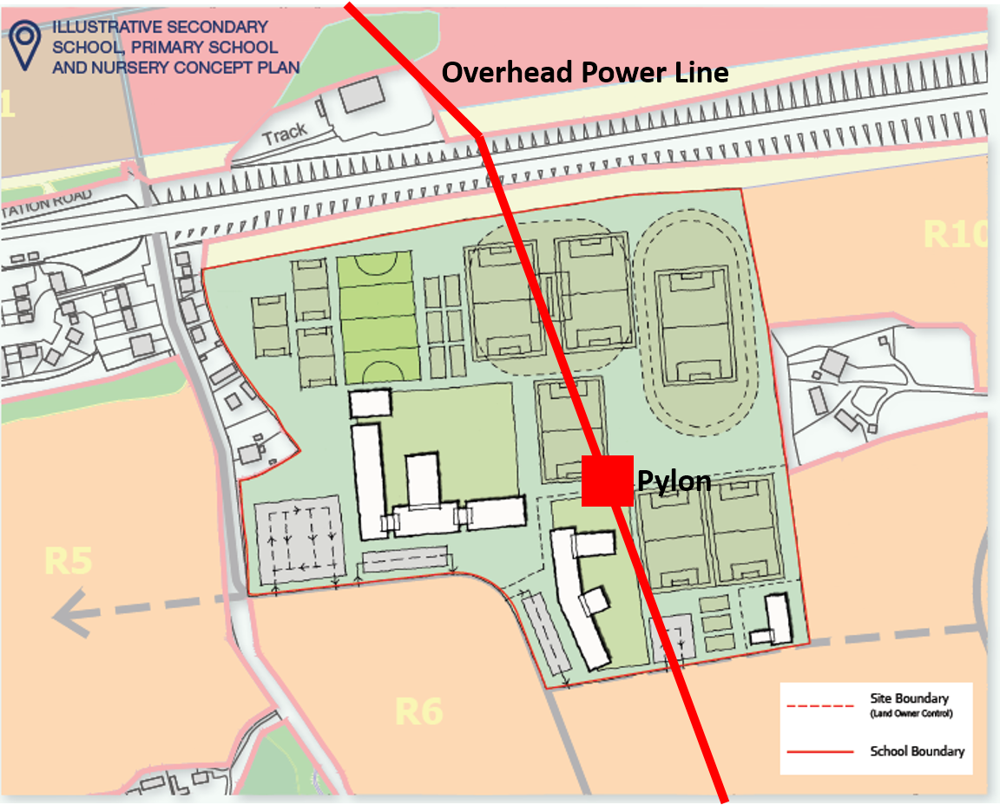 ILLUSTRATIVE SECONDARY
SCHOOL, PRIMARY SCHOOL
AND NURSERY CONCEPT PLAN
Overhead Power Line
1
Track
TATION ROAD
R10
Pylon
R5
R6
Site Boundary
(Land Owner Control)
School Boundary